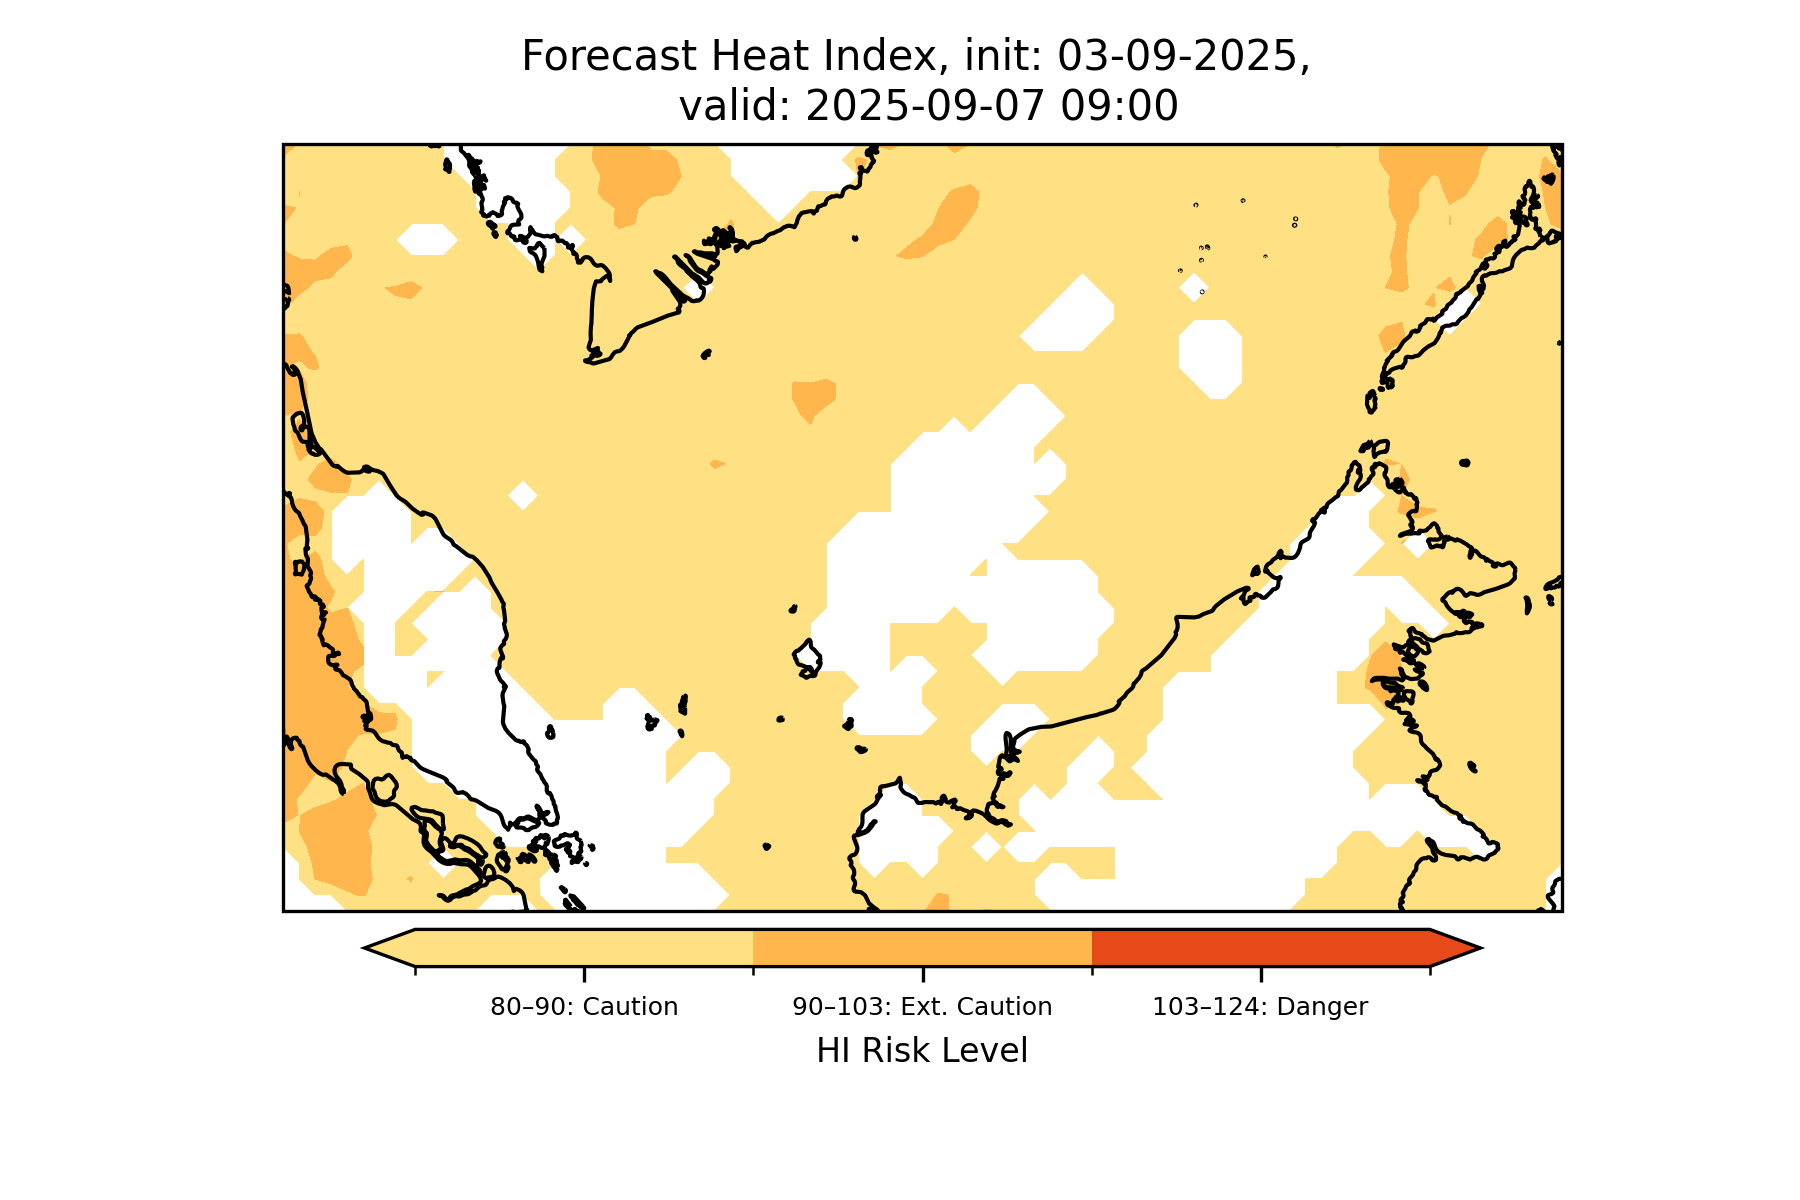 Forecast Heat Index, init: 03-09-2025,
valid: 2025-09-07 09:00
80–90: Caution
90–103: Ext. Caution
103–124: Danger
HI Risk Level